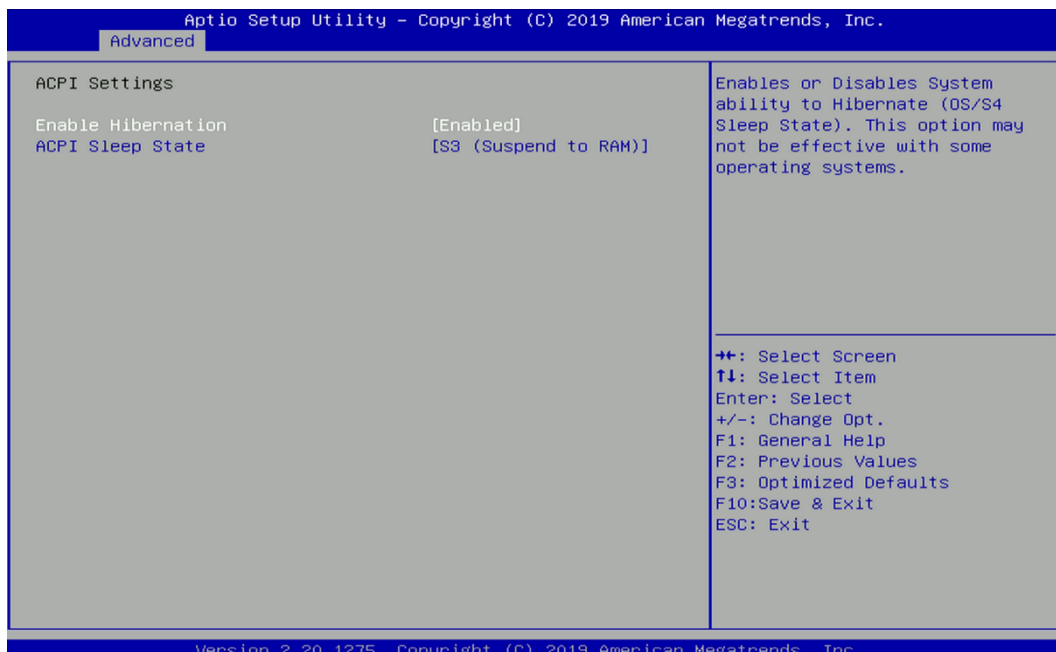 Aptio Setup Utility – Copyright (C) 2019 American Megatrends, Inc.
Advanced
ACPI Settings
Enable Hibernation [Enabled]
ACPI Sleep State [S3 (Suspend to RAM)]
Enables or Disables System
ability to Hibernate (OS/S4
Sleep State). This option may
not be effective with some
operating systems.
→←: Select Screen
↑↓: Select Item
Enter: Select
+/-: Change Opt.
F1: General Help
F2: Previous Values
F3: Optimized Defaults
F10:Save & Exit
ESC: Exit
Version 2.20.1275. Copyright (C) 2019 American Megatrends, Inc.